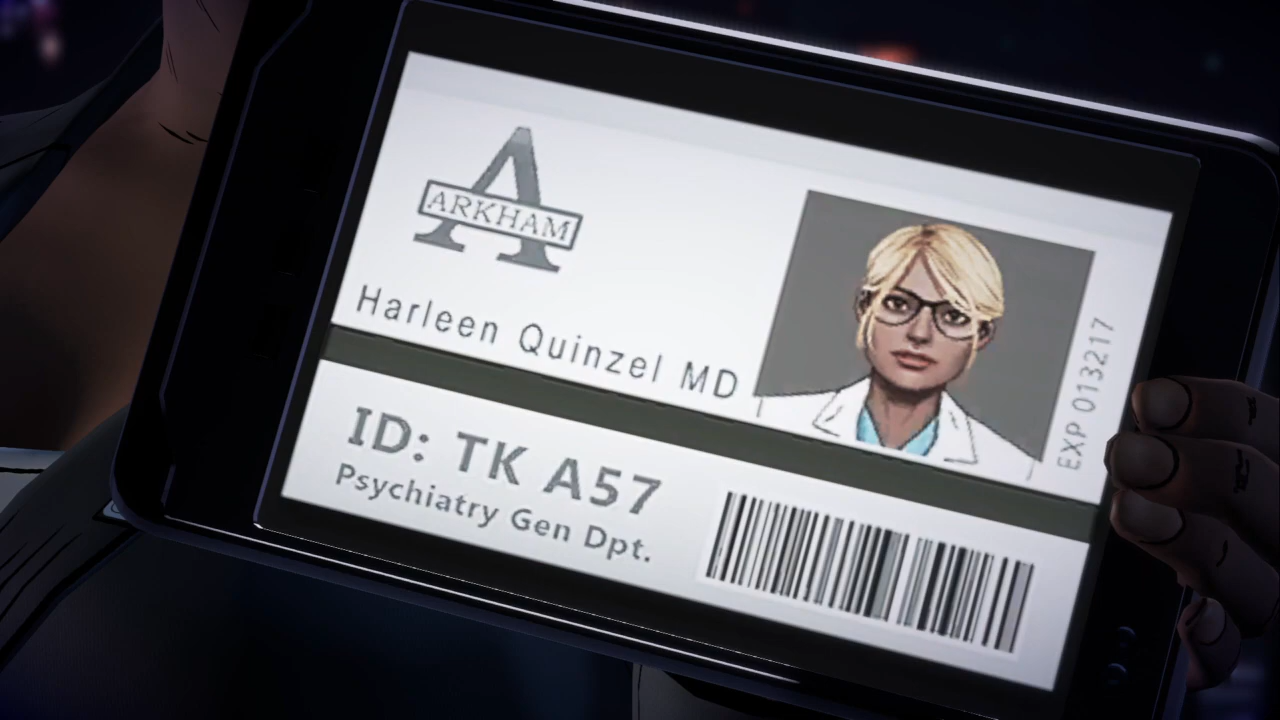 ARKHAM
Harleen Quinzel MD
EXP 013217
ID: TK A57
Psychiatry Gen Dpt.